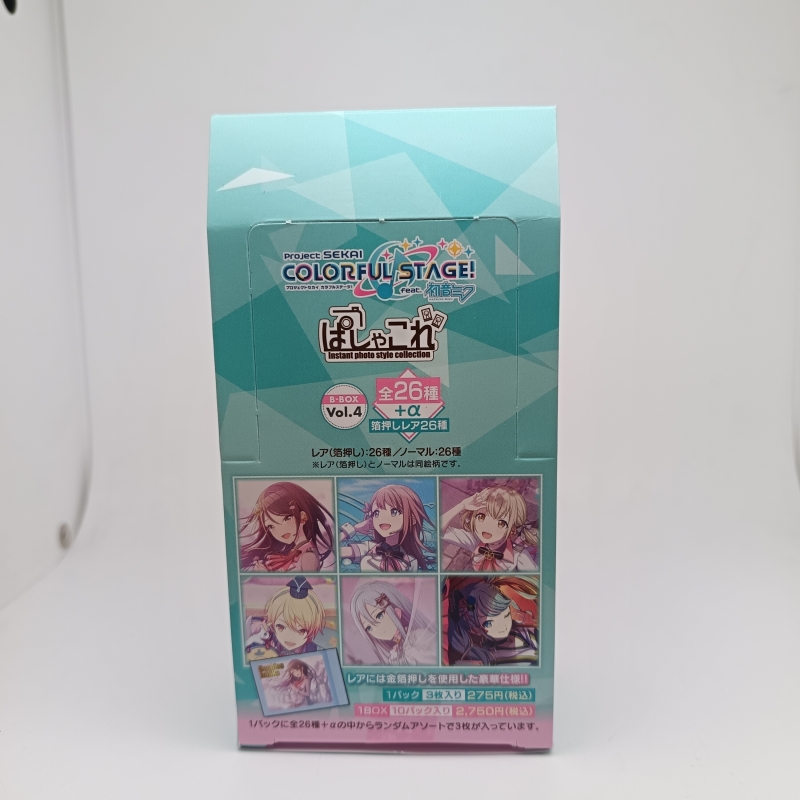 Project SEKAI
COLORFUL STAGE!
プロジェクトセカイ カラフルステージ!
feat. 初音ミク
ぱしゃこれ
instant photo style collection
B-BOX
Vol.4
全26種
+α
箔押しレア26種
レア(箔押し):26種/ノーマル:26種
※レア(箔押し)とノーマルは同絵柄です。
レアには金箔押しを使用した豪華仕様!!
1パック 3枚入り 275円(税込)
1BOX 10パック入り 2,750円(税込)
1パックに全26種+αの中からランダムアソートで3枚が入っています。